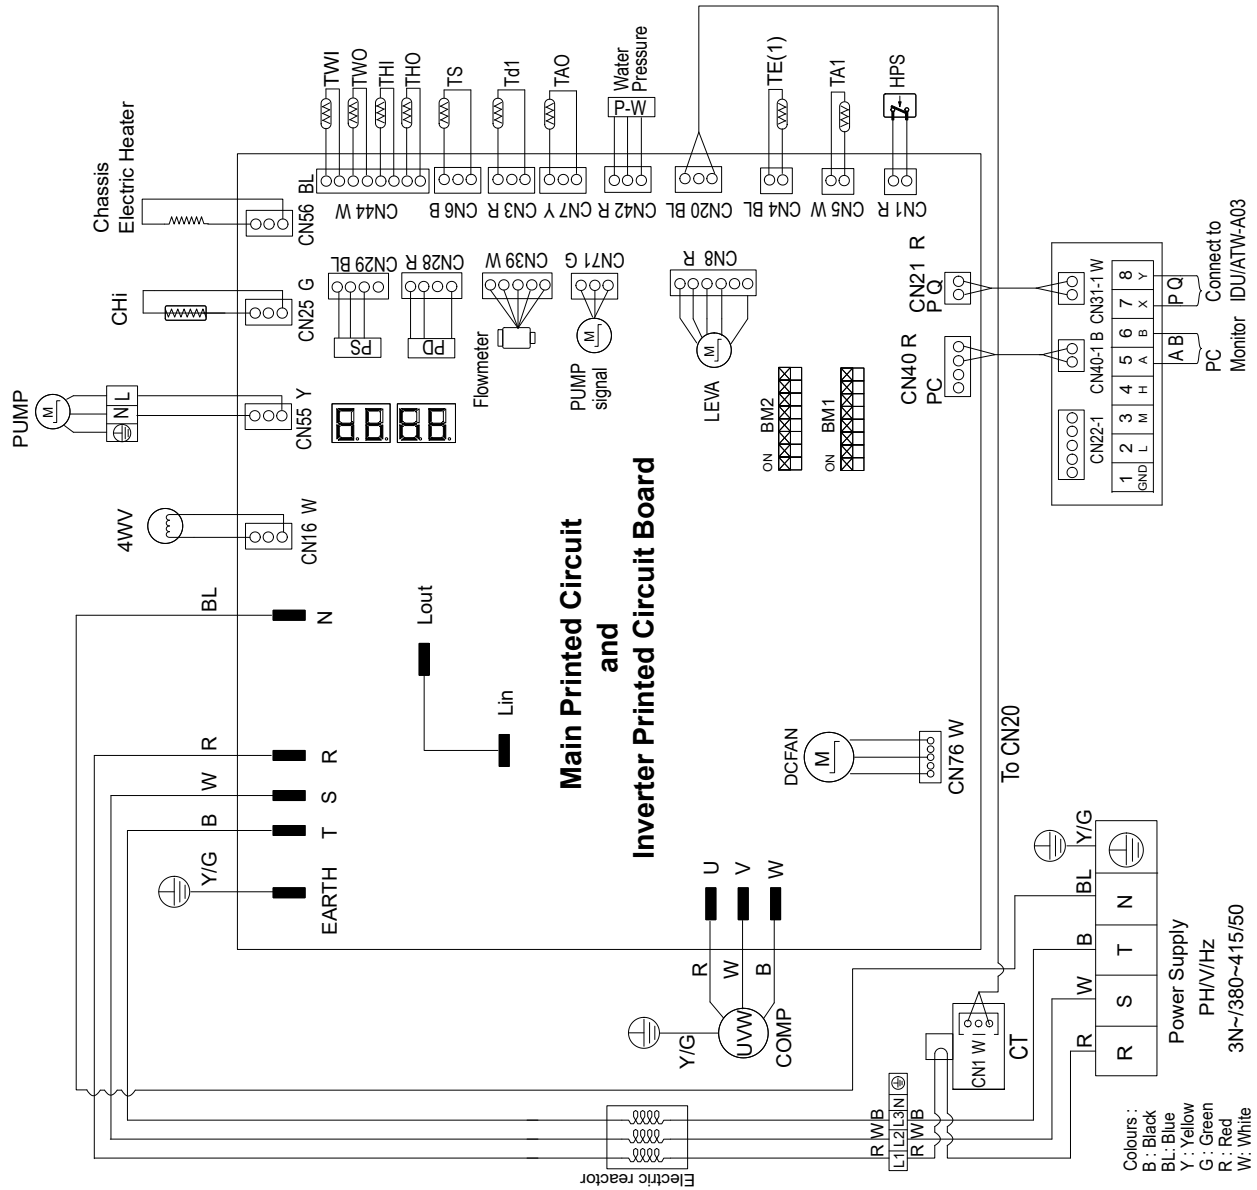 TWI
TWO
THI
THO
TS
Td1
TAO
Water
Pressure
P-W
TE(1)
TA1
HPS
Chassis
Electric Heater
CN56 BL
CN44 W
CN6 B
CN3 R
CN7 Y
CN42 R
CN20 BL
CN4 BL
CN5 W
CN1 R
CHi
CN25 G
CN29 BL
CN28 R
CN39 W
CN71 G
CN8 R
PS
PD
Flowmeter
M
PUMP
signal
M
LEVA
CN21 R
P Q
CN40 R
PC
PUMP
M
N L
CN55 Y
BM2
ON
BM1
ON
CN31-1 W
CN40-1 B
CN22-1
1 2 3 4 5 6 7 8
GND L M H A B X Y
A B
P Q
PC
Monitor
Connect to
IDU/ATW-A03
4WV
CN16 W
BL
N
Lout
Lin
Main Printed Circuit
and
Inverter Printed Circuit Board
R
W
B
Y/G
R
S
T
EARTH
DCFAN
M
CN76 W
To CN20
U
V
W
R
W
B
Y/G
UVW
COMP
CN1 W
CT
R
W
B
BL
Y/G
R S T N
Power Supply
PH/V/Hz
3N~/380~415/50
Electric reactor
R W B
L1 L2 L3 N
R W B
Colours :
B : Black
BL: Blue
Y : Yellow
G : Green
R : Red
W: White